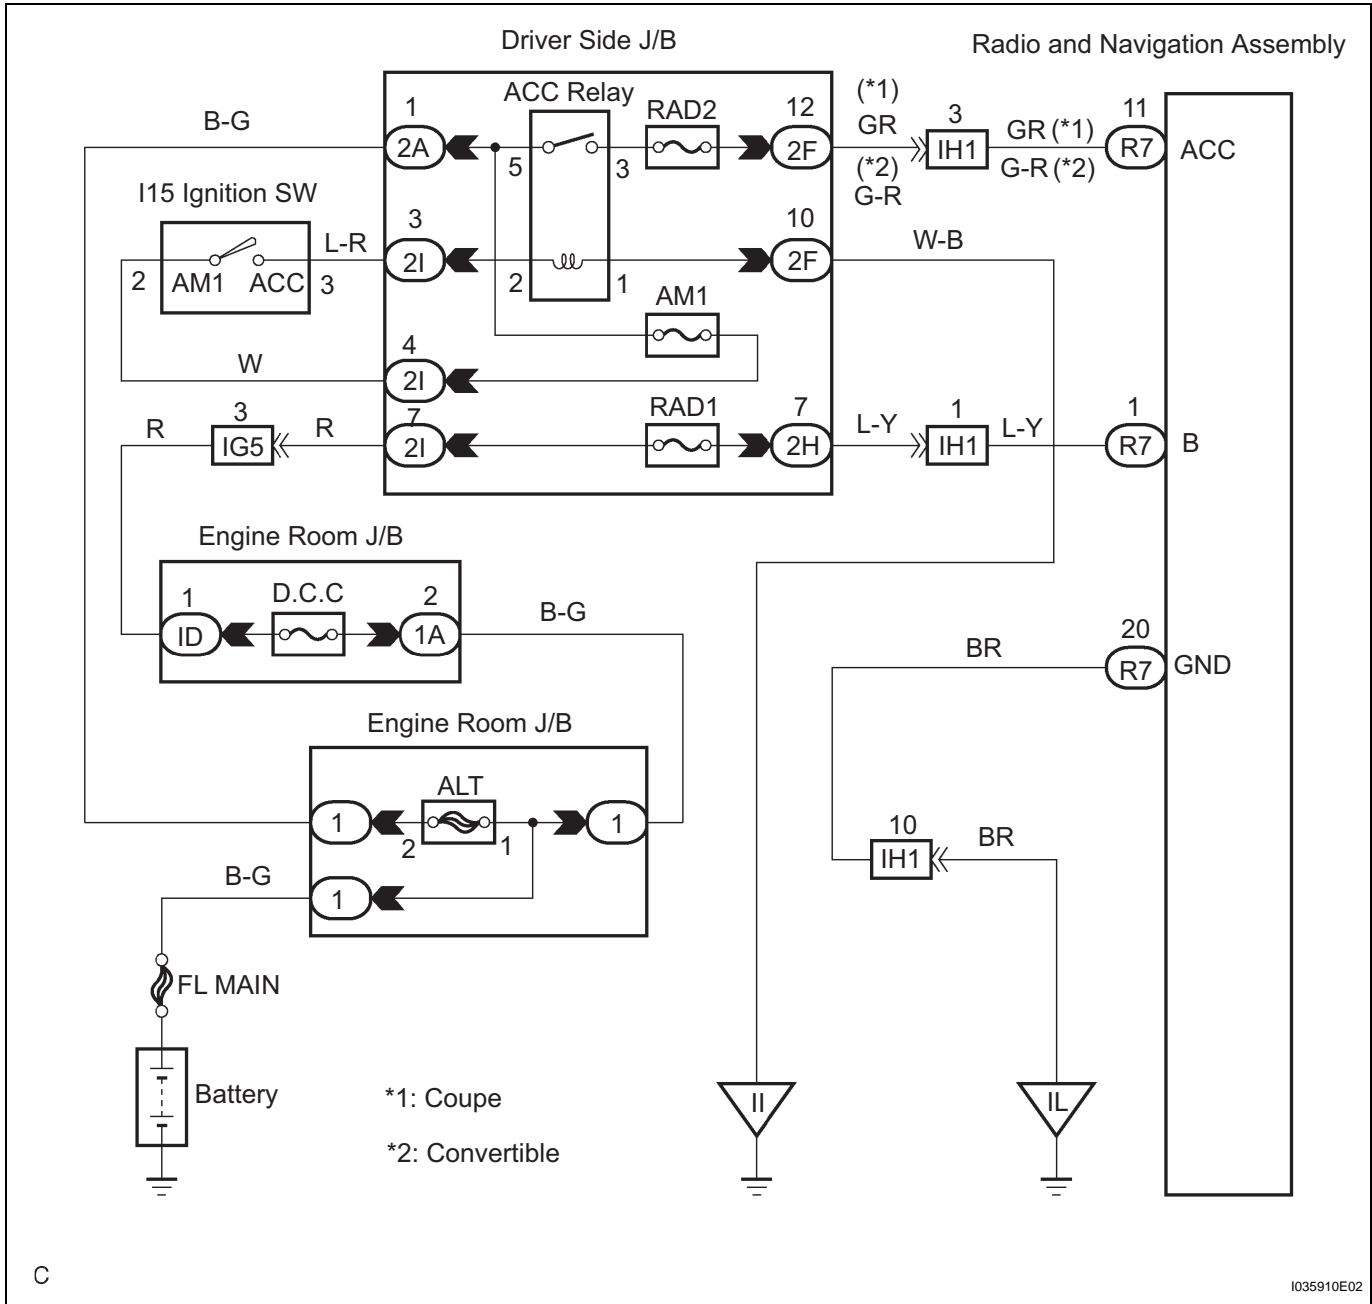 Driver Side J/B
Radio and Navigation Assembly
B-G
1
2A
ACC Relay
5
3
RAD2
12
2F
(*1)
GR
(*2)
G-R
3
IH1
GR (*1)
G-R (*2)
11
R7
ACC
I15 Ignition SW
2
AM1
ACC
3
L-R
3
2I
2
1
10
2F
W-B
AM1
W
4
2I
R
3
IG5
R
7
2I
RAD1
7
2H
L-Y
1
IH1
L-Y
1
R7
B
Engine Room J/B
1
ID
D.C.C
2
1A
B-G
BR
20
R7
GND
Engine Room J/B
1
ALT
2
1
1
B-G
1
10
IH1
BR
FL MAIN
Battery
*1: Coupe
*2: Convertible
II
IL
C
I035910E02